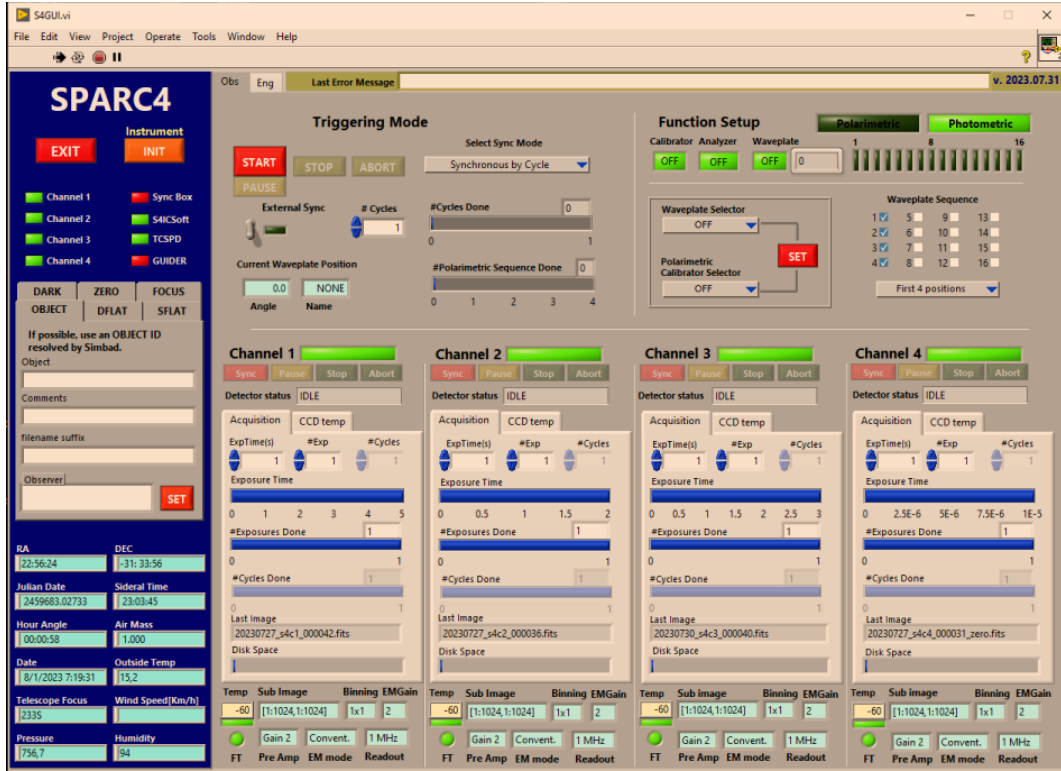 S4GUI.vi
File Edit View Project Operate Tools Window Help
SPARC4
Instrument
EXIT INIT
Channel 1 Sync Box
Channel 2 S4ICSoft
Channel 3 TCSPD
Channel 4 GUIDER
DARK ZERO FOCUS
OBJECT DFLAT SFLAT
If possible, use an OBJECT ID
resolved by Simbad.
Object
Comments
filename suffix
Observer
SET
RA DEC
22:56:24 -31: 33:56
Julian Date Sideral Time
2459683.02733 23:03:45
Hour Angle Air Mass
00:00:58 1.000
Date Outside Temp
8/1/2023 7:19:31 15,2
Telescope Focus Wind Speed[Km/h]
2335
Pressure Humidity
756,7 94
Obs Eng Last Error Message v. 2023.07.31
Triggering Mode
Select Sync Mode
START STOP ABORT Synchronous by Cycle
PAUSE
External Sync # Cycles #Cycles Done 0
1
0 1
Current Waveplate Position #Polarimetric Sequence Done 0
0.0 NONE
0 1 2 3 4
Angle Name
Function Setup Polarimetric Photometric
Calibrator Analyzer Waveplate 1 8 16
OFF OFF OFF 0
Waveplate Selector
OFF
SET
Polarimetric
Calibrator Selector
OFF
Waveplate Sequence
1 5 9 13
2 6 10 14
3 7 11 15
4 8 12 16
First 4 positions
Channel 1
Sync Pause Stop Abort
Detector status IDLE
Acquisition CCD temp
ExpTime(s) #Exp #Cycles
1 1 1
Exposure Time
0 1 2 3 4 5
#Exposures Done 1
0 1
#Cycles Done 1
0 1
Last Image
20230727_s4c1_000042.fits
Disk Space
Temp Sub Image Binning EMGain
-60 [1:1024,1:1024] 1x1 2
Gain 2 Convent. 1 MHz
FT Pre Amp EM mode Readout
Channel 2
Sync Pause Stop Abort
Detector status IDLE
Acquisition CCD temp
ExpTime(s) #Exp #Cycles
1 1 1
Exposure Time
0 0.5 1 1.5 2
#Exposures Done 1
0 1
#Cycles Done 1
0 1
Last Image
20230727_s4c2_000036.fits
Disk Space
Temp Sub Image Binning EMGain
-60 [1:1024,1:1024] 1x1 2
Gain 2 Convent. 1 MHz
FT Pre Amp EM mode Readout
Channel 3
Sync Pause Stop Abort
Detector status IDLE
Acquisition CCD temp
ExpTime(s) #Exp #Cycles
1 1 1
Exposure Time
0 0.5 1 1.5 2 2.5 3
#Exposures Done 1
0 1
#Cycles Done 1
0 1
Last Image
20230730_s4c3_000040.fits
Disk Space
Temp Sub image Binning EMGain
-60 [1:1024,1:1024] 1x1 2
Gain 2 Convent. 1 MHz
FT Pre Amp EM mode Readout
Channel 4
Sync Pause Stop Abort
Detector status IDLE
Acquisition CCD temp
ExpTime(s) #Exp #Cycles
1 1 1
Exposure Time
0 2.5E-6 5E-6 7.5E-6 1E-5
#Exposures Done 1
0 1
#Cycles Done 1
0 1
Last Image
20230727_s4c4_000031_zero.fits
Disk Space
Temp Sub image Binning EMGain
-60 [1:1024,1:1024] 1x1 2
Gain 2 Convent. 1 MHz
FT Pre Amp EM mode Readout